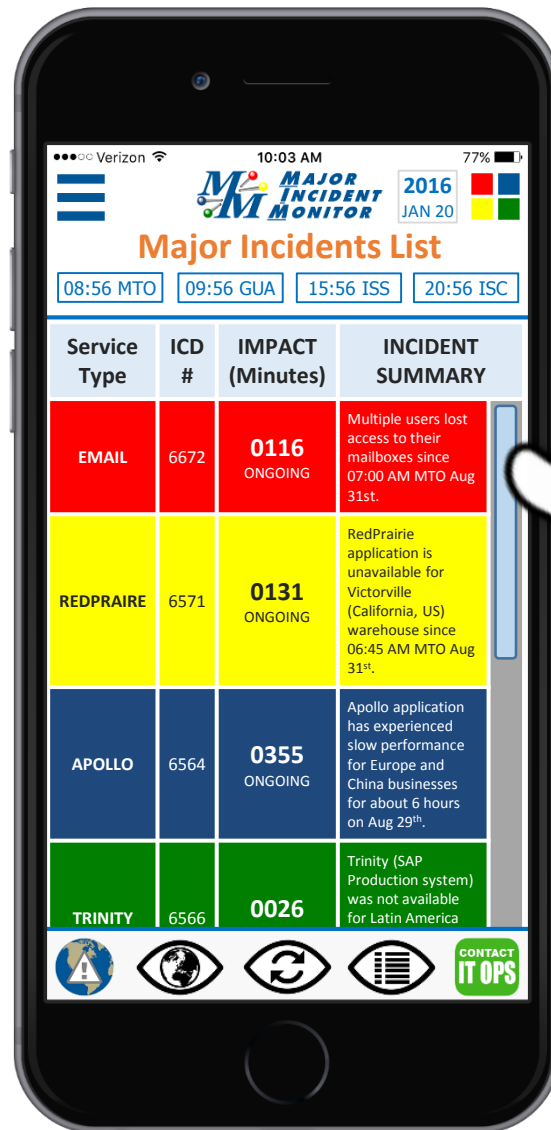 Verizon 10:03 AM 77%
MM MAJOR INCIDENT MONITOR
2016
JAN 20
Major Incidents List
08:56 MTO 09:56 GUA 15:56 ISS 20:56 ISC
Service Type ICD # IMPACT (Minutes) INCIDENT SUMMARY
EMAIL 6672 0116 ONGOING
Multiple users lost
access to their
mailboxes since
07:00 AM MTO Aug
31st.
REDPRAIRE 6571 0131 ONGOING
RedPrairie
application is
unavailable for
Victorville
(California, US)
warehouse since
06:45 AM MTO Aug
31st.
APOLLO 6564 0355 ONGOING
Apollo application
has experienced
slow performance
for Europe and
China businesses
for about 6 hours
on Aug 29th.
TRINITY 6566 0026
Trinity (SAP
Production system)
was not available
for Latin America
CONTACT
IT OPS